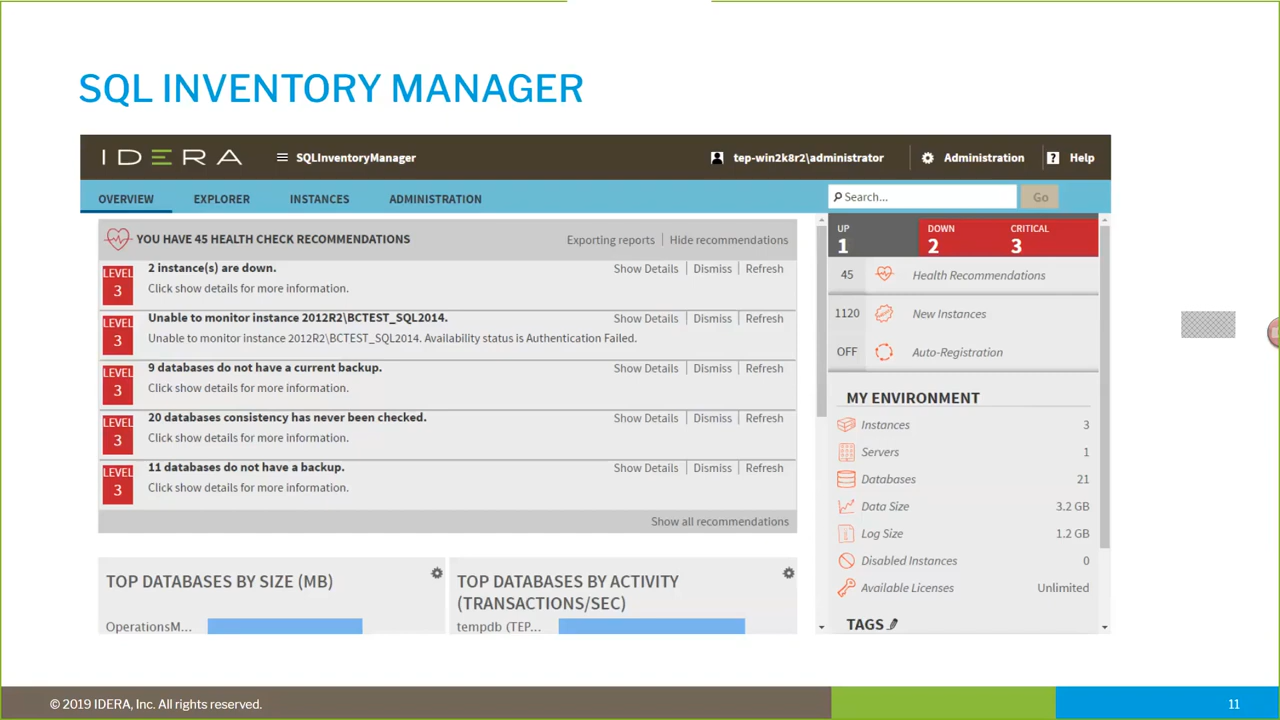 SQL INVENTORY MANAGER
IDERA
SQLInventoryManager
tep-win2k8r2\administrator
Administration
? Help
OVERVIEW
EXPLORER
INSTANCES
ADMINISTRATION
Search...
Go
YOU HAVE 45 HEALTH CHECK RECOMMENDATIONS
Exporting reports | Hide recommendations
LEVEL
3
2 instance(s) are down.
Show Details | Dismiss | Refresh
Click show details for more information.
LEVEL
3
Unable to monitor instance 2012R2\BCTEST_SQL2014.
Show Details | Dismiss | Refresh
Unable to monitor instance 2012R2\BCTEST_SQL2014. Availability status is Authentication Failed.
LEVEL
3
9 databases do not have a current backup.
Show Details | Dismiss | Refresh
Click show details for more information.
LEVEL
3
20 databases consistency has never been checked.
Show Details | Dismiss | Refresh
Click show details for more information.
LEVEL
3
11 databases do not have a backup.
Show Details | Dismiss | Refresh
Click show details for more information.
Show all recommendations
TOP DATABASES BY SIZE (MB)
OperationsM...
TOP DATABASES BY ACTIVITY
(TRANSACTIONS/SEC)
tempdb (TEP...
UP
1
DOWN
2
CRITICAL
3
45 Health Recommendations
1120 New Instances
OFF Auto-Registration
MY ENVIRONMENT
Instances 3
Servers 1
Databases 21
Data Size 3.2 GB
Log Size 1.2 GB
Disabled Instances 0
Available Licenses Unlimited
TAGS
© 2019 IDERA, Inc. All rights reserved.
11